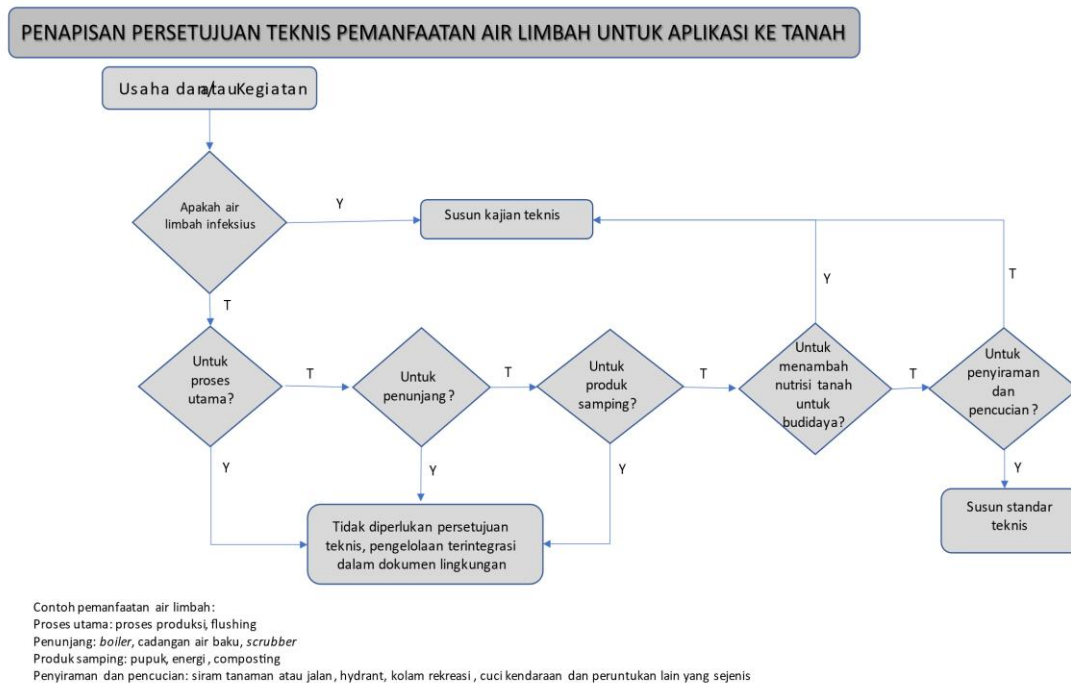 PENAPISAN PERSETUJUAN TEKNIS PEMANFAATAN AIR LIMBAH UNTUK APLIKASI KE TANAH
Usaha dan/atau Kegiatan
Apakah air
limbah infeksius
Y
Susun kajian teknis
T
Y
T
Untuk
proses
utama?
T
Untuk
penunjang?
T
Untuk
produk
samping?
T
Untuk
menambah
nutrisi tanah
untuk
budidaya?
T
Untuk
penyiraman
dan
pencucian ?
Y
Y
Y
Y
Tidak diperlukan persetujuan
teknis, pengelolaan terintegrasi
dalam dokumen lingkungan
Susun standar
teknis
Contoh pemanfaatan air limbah:
Proses utama: proses produksi, flushing
Penunjang: boiler, cadangan air baku, scrubber
Produk samping: pupuk, energi, composting
Penyiraman dan pencucian: siram tanaman atau jalan, hydrant, kolam rekreasi, cuci kendaraan dan peruntukan lain yang sejenis